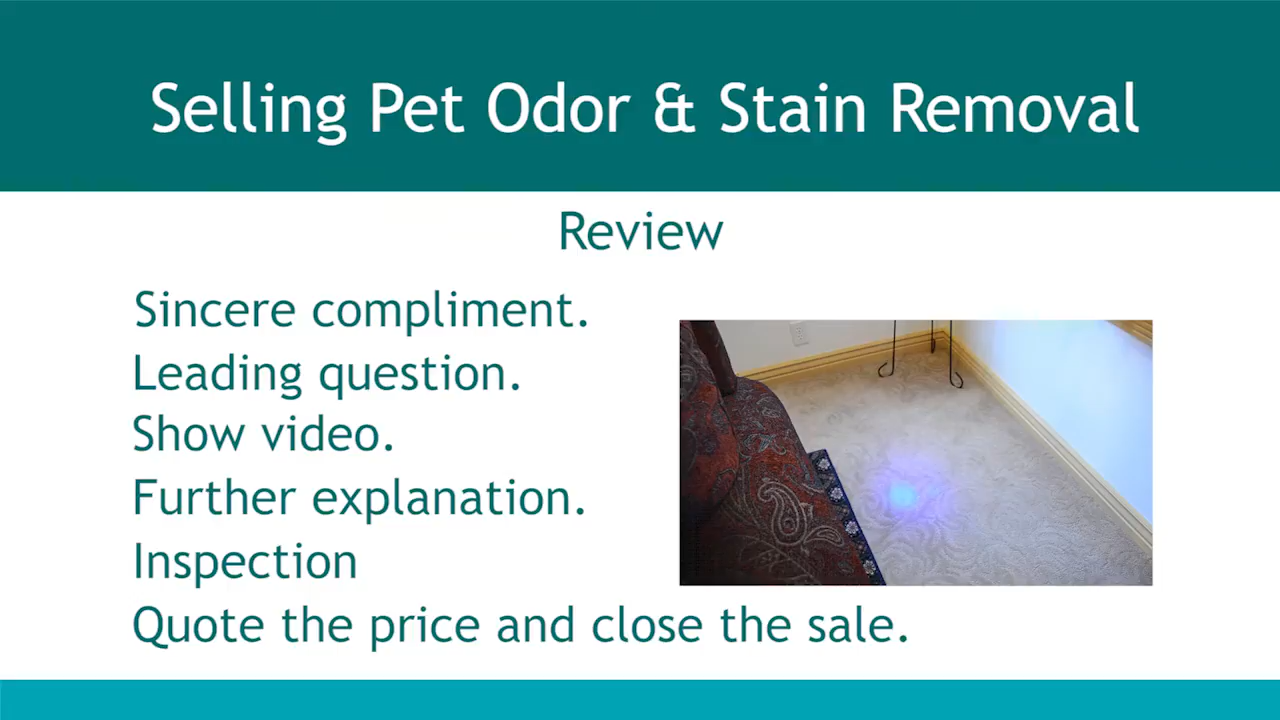 Selling Pet Odor & Stain Removal
Review
Sincere compliment.
Leading question.
Show video.
Further explanation.
Inspection
Quote the price and close the sale.